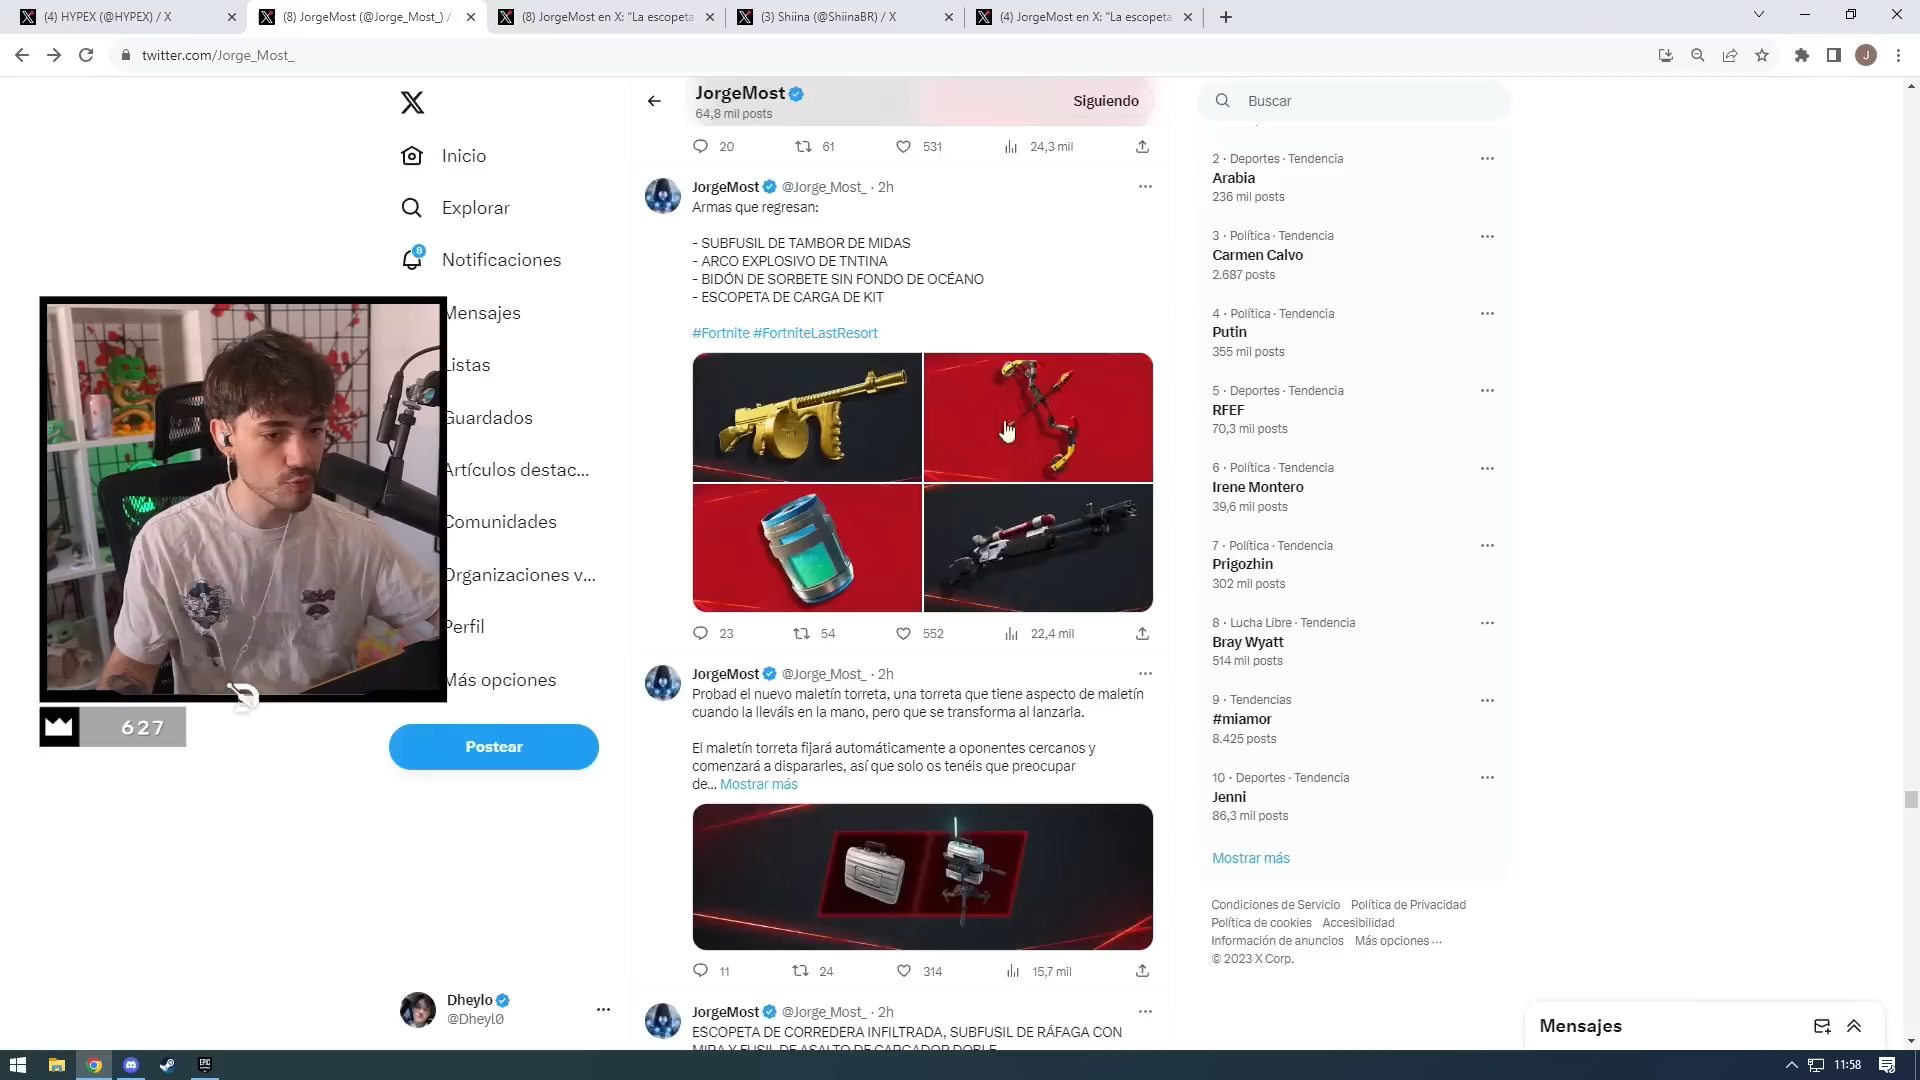 (4) HYPEX (@HYPEX) / X
(8) JorgeMost (@Jorge_Most_) /
(8) JorgeMost en X: "La escopeta
(3) Shiina (@ShiinaBR) / X
(4) JorgeMost en X: "La escopeta
twitter.com/Jorge_Most_
J
Inicio
Explorar
8
Notificaciones
Mensajes
Listas
Guardados
Artículos destac...
Comunidades
Organizaciones v...
Perfil
Más opciones
Postear
627
Dheylo
@Dheyl0
JorgeMost
64,8 mil posts
Siguiendo
20
61
531
24,3 mil
JorgeMost @Jorge_Most_ · 2h
Armas que regresan:
- SUBFUSIL DE TAMBOR DE MIDAS
- ARCO EXPLOSIVO DE TNTINA
- BIDÓN DE SORBETE SIN FONDO DE OCÉANO
- ESCOPETA DE CARGA DE KIT
#Fortnite #FortniteLastResort
23
54
552
22,4 mil
JorgeMost @Jorge_Most_ · 2h
Probad el nuevo maletín torreta, una torreta que tiene aspecto de maletín
cuando la lleváis en la mano, pero que se transforma al lanzarla.
El maletín torreta fijará automáticamente a oponentes cercanos y
comenzará a dispararles, así que solo os tenéis que preocupar
de... Mostrar más
11
24
314
15,7 mil
JorgeMost @Jorge_Most_ · 2h
ESCOPETA DE CORREDERA INFILTRADA, SUBFUSIL DE RÁFAGA CON
MIRA Y FUSIL DE ASALTO DE CARGADOR DOBLE
Buscar
2 · Deportes · Tendencia
Arabia
236 mil posts
3 · Política · Tendencia
Carmen Calvo
2.687 posts
4 · Política · Tendencia
Putin
355 mil posts
5 · Deportes · Tendencia
RFEF
70,3 mil posts
6 · Política · Tendencia
Irene Montero
39,6 mil posts
7 · Política · Tendencia
Prigozhin
302 mil posts
8 · Lucha Libre · Tendencia
Bray Wyatt
514 mil posts
9 · Tendencias
#miamor
8.425 posts
10 · Deportes · Tendencia
Jenni
86,3 mil posts
Mostrar más
Condiciones de Servicio Política de Privacidad
Política de cookies Accesibilidad
Información de anuncios Más opciones ···
© 2023 X Corp.
Mensajes
EPIC
11:58